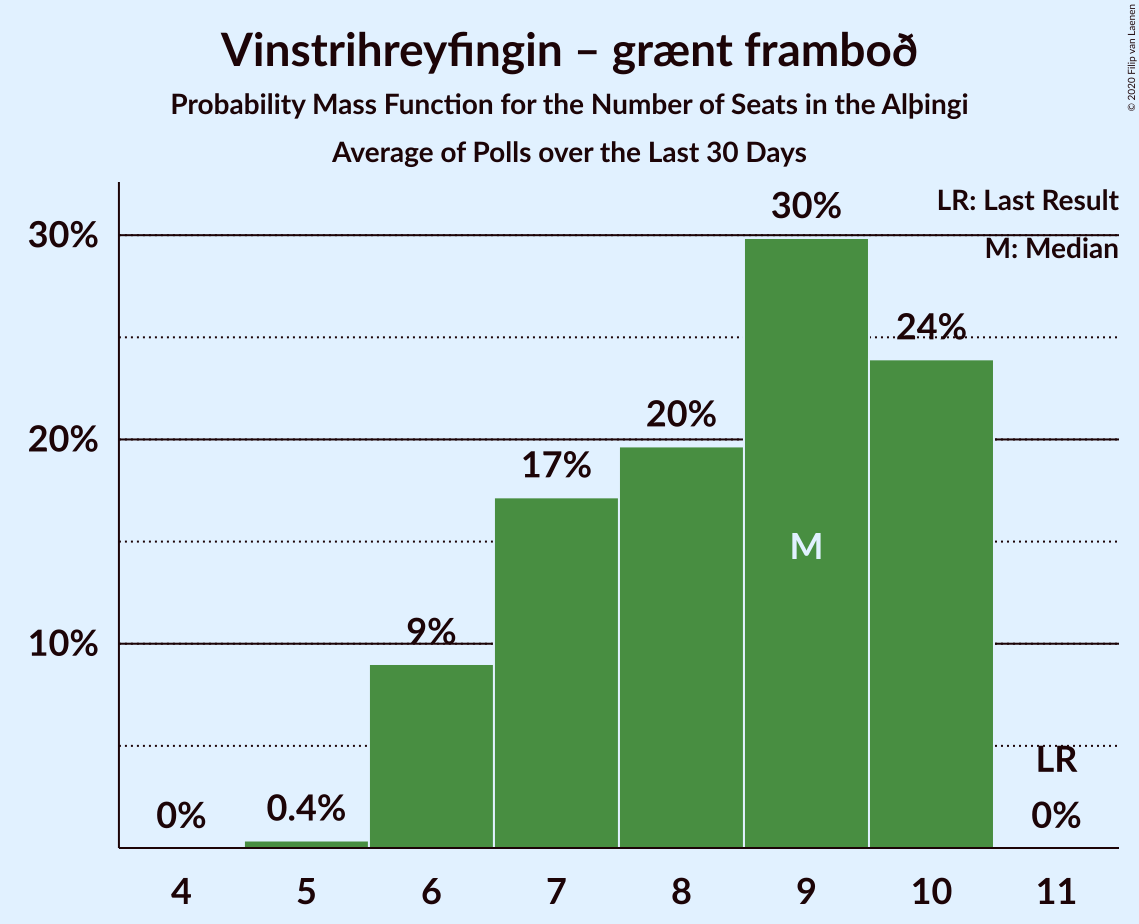 Vinstrihreyfingin – grænt framboð
Probability Mass Function for the Number of Seats in the Alþingi
Average of Polls over the Last 30 Days
© 2020 Filip van Laenen
LR: Last Result
M: Median
30%
20%
10%
0%
0.4%
9%
17%
20%
30%
24%
0%
M
LR
4 5 6 7 8 9 10 11